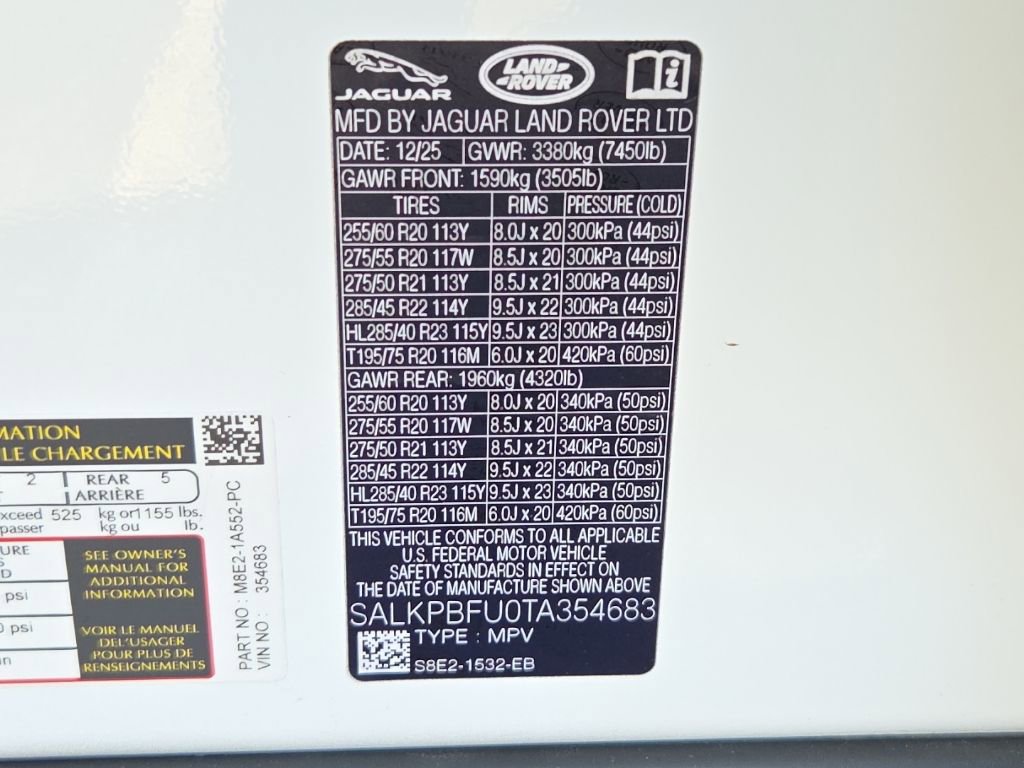 JAGUAR
LAND ROVER
MFD BY JAGUAR LAND ROVER LTD
DATE: 12/25 GVWR: 3380kg (7450lb)
GAWR FRONT: 1590kg (3505lb)
TIRES RIMS PRESSURE (COLD)
255/60 R20 113Y 8.0J x 20 300kPa (44psi)
275/55 R20 117W 8.5J x 20 300kPa (44psi)
275/50 R21 113Y 8.5J x 21 300kPa (44psi)
285/45 R22 114Y 9.5J x 22 300kPa (44psi)
HL285/40 R23 115Y 9.5J x 23 300kPa (44psi)
T195/75 R20 116M 6.0J x 20 420kPa (60psi)
GAWR REAR: 1960kg (4320lb)
255/60 R20 113Y 8.0J x 20 340kPa (50psi)
275/55 R20 117W 8.5J x 20 340kPa (50psi)
275/50 R21 113Y 8.5J x 21 340kPa (50psi)
285/45 R22 114Y 9.5J x 22 340kPa (50psi)
HL285/40 R23 115Y 9.5J x 23 340kPa (50psi)
T195/75 R20 116M 6.0J x 20 420kPa (60psi)
THIS VEHICLE CONFORMS TO ALL APPLICABLE
U.S. FEDERAL MOTOR VEHICLE
SAFETY STANDARDS IN EFFECT ON
THE DATE OF MANUFACTURE SHOWN ABOVE
SALKPBFU0TA354683
TYPE : MPV
S8E2-1532-EB
MATION
LE CHARGEMENT
2 REAR 5
T ARRIÈRE
xceed 525 kg or 1155 lbs.
passer kg ou lb.
URE
S
D
psi
0 psi
SEE OWNER'S
MANUAL FOR
ADDITIONAL
INFORMATION
VOIR LE MANUEL
DEL'USAGER
POUR PLUS DE
RENSEIGNEMENTS
PART NO : M8E2-1A552-PC
VIN NO : 354683